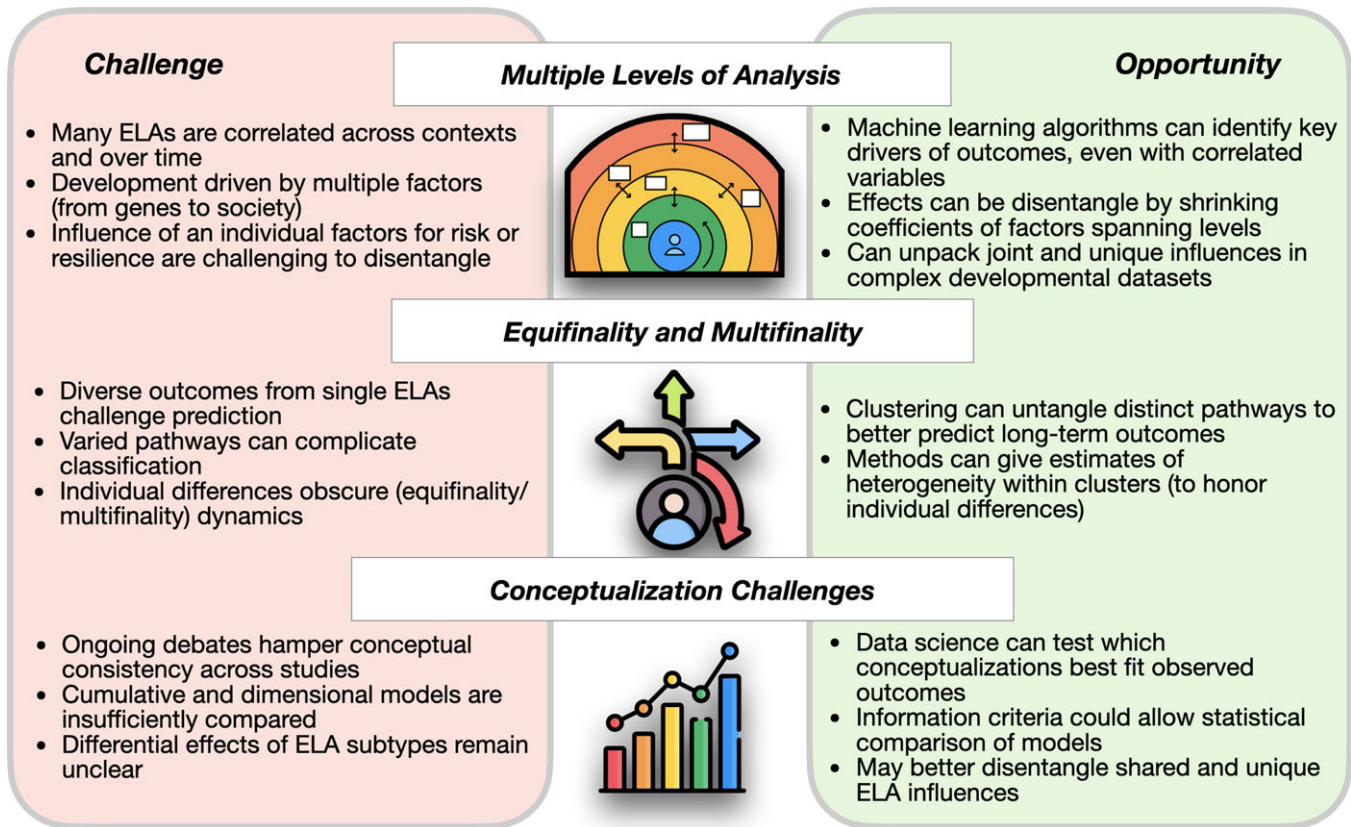 Challenge
Multiple Levels of Analysis
Opportunity
• Many ELAs are correlated across contexts
and over time
• Development driven by multiple factors
(from genes to society)
• Influence of an individual factors for risk or
resilience are challenging to disentangle
• Machine learning algorithms can identify key
drivers of outcomes, even with correlated
variables
• Effects can be disentangle by shrinking
coefficients of factors spanning levels
• Can unpack joint and unique influences in
complex developmental datasets
Equifinality and Multifinality
• Diverse outcomes from single ELAs
challenge prediction
• Varied pathways can complicate
classification
• Individual differences obscure (equifinality/
multifinality) dynamics
• Clustering can untangle distinct pathways to
better predict long-term outcomes
• Methods can give estimates of
heterogeneity within clusters (to honor
individual differences)
Conceptualization Challenges
• Ongoing debates hamper conceptual
consistency across studies
• Cumulative and dimensional models are
insufficiently compared
• Differential effects of ELA subtypes remain
unclear
• Data science can test which
conceptualizations best fit observed
outcomes
• Information criteria could allow statistical
comparison of models
• May better disentangle shared and unique
ELA influences